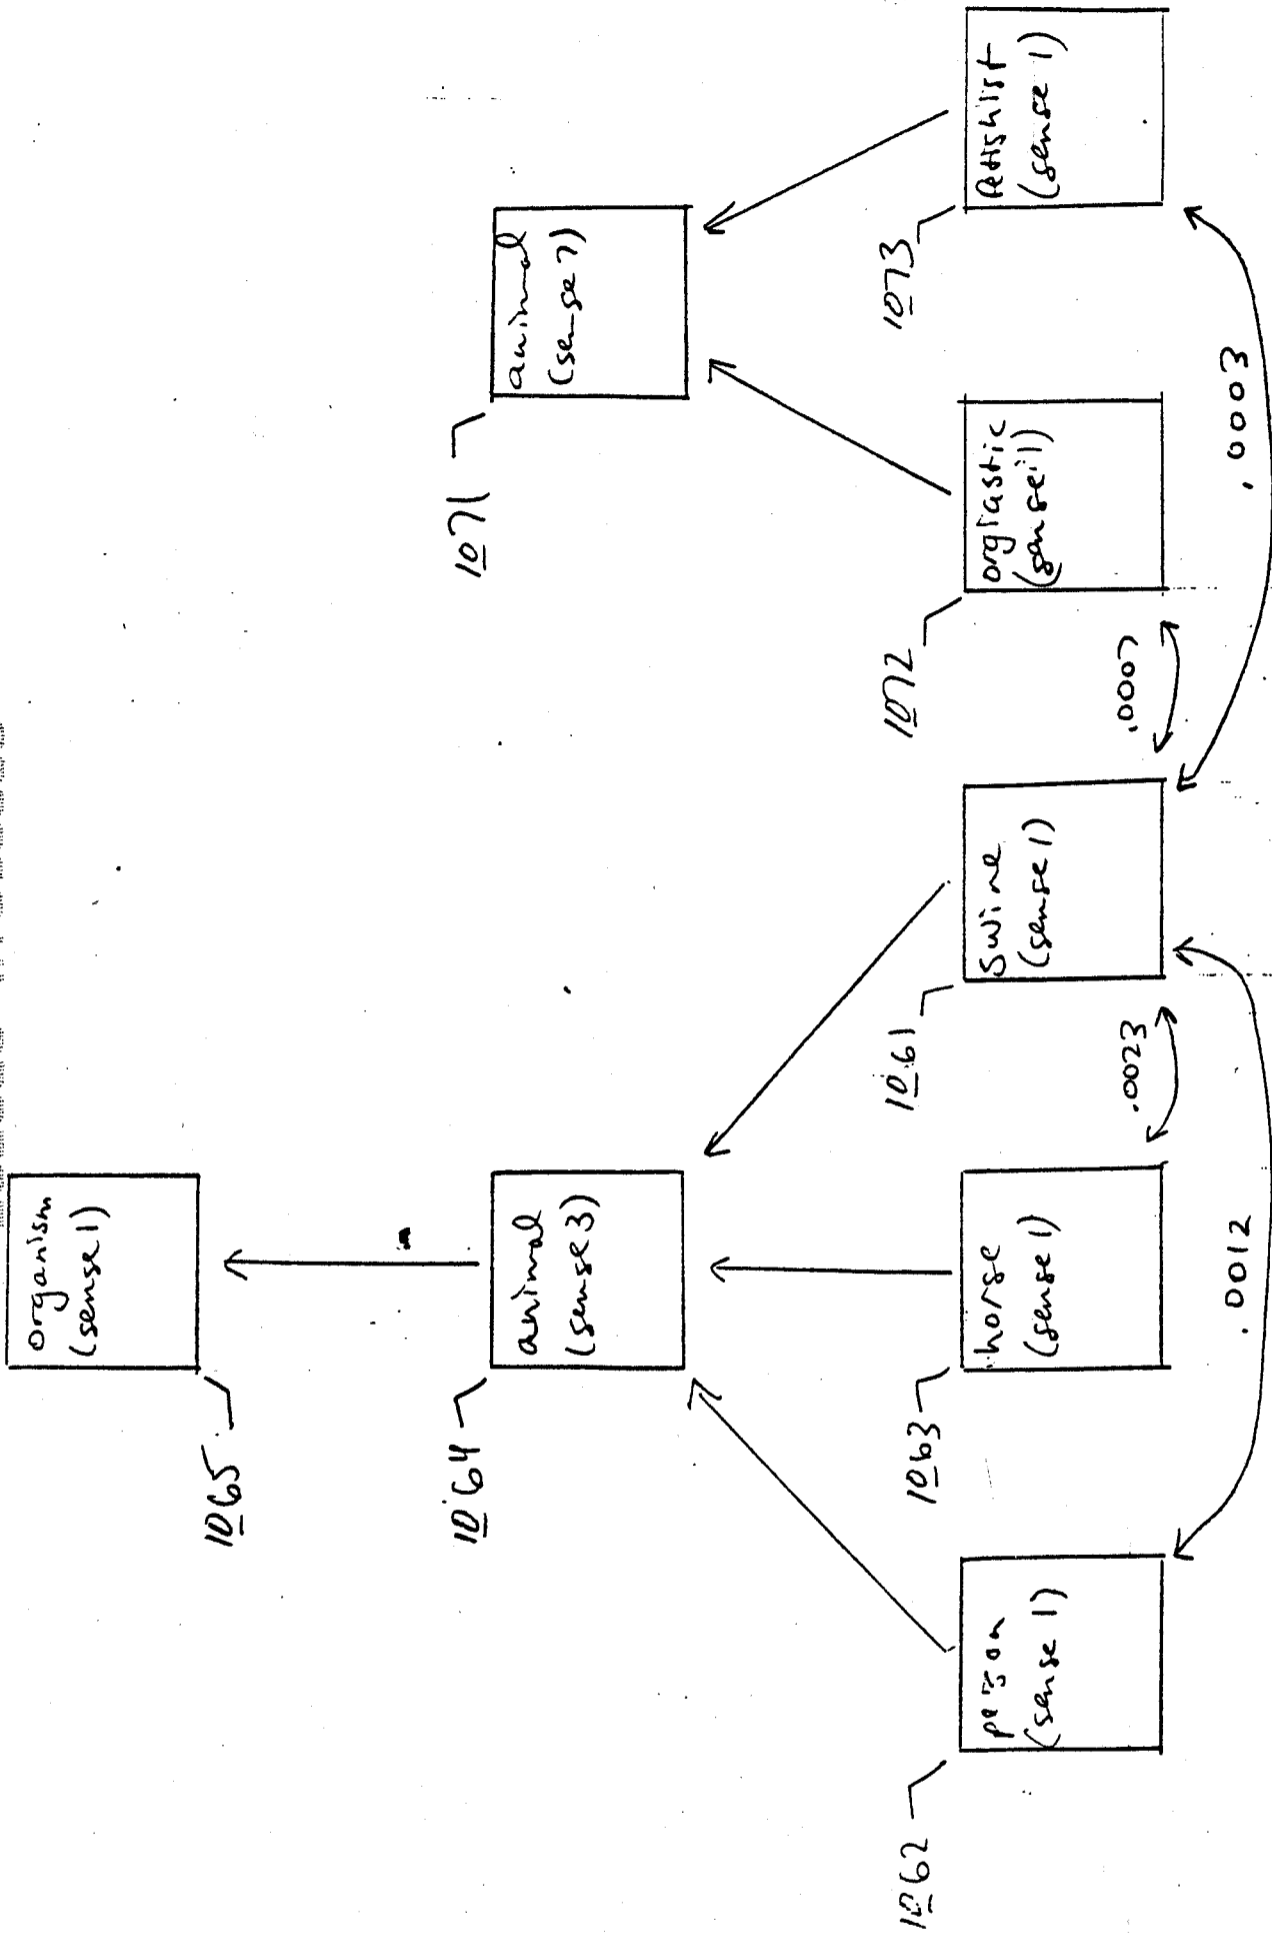 organism
(sense 1)
1065
animal
(sense 3)
1064
animal
(sense 7)
1071
person
(sense 1)
1062
horse
(sense 1)
1063
swine
(sense 1)
1061
orgiastic
(sense 1)
1072
fetishist
(sense 1)
1073
.0023
.0007
.0012
.0003